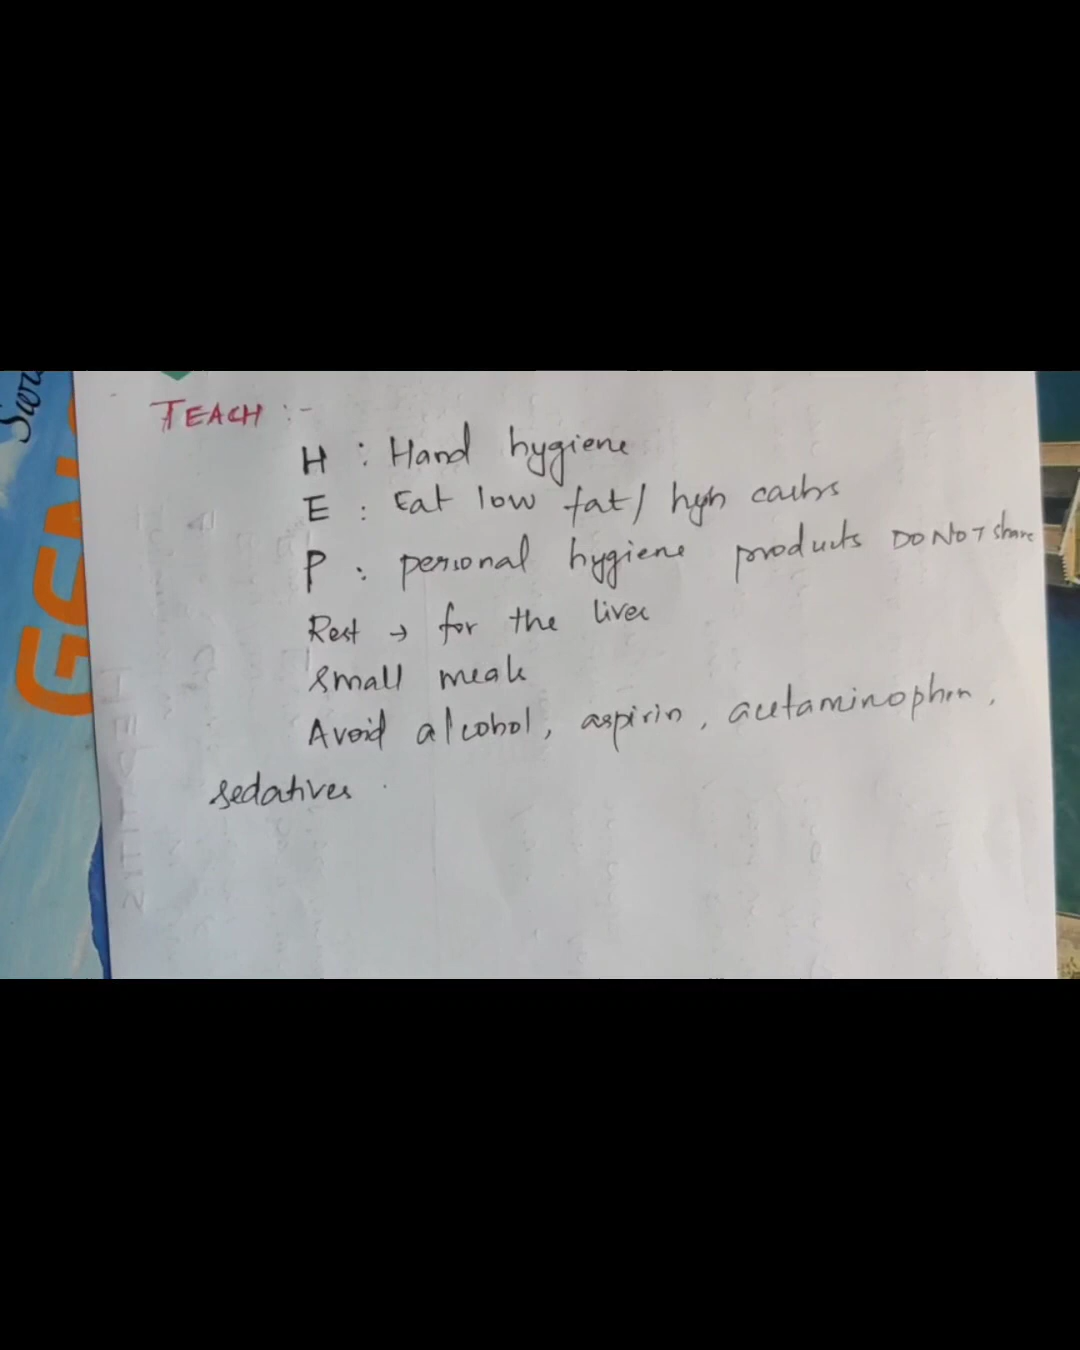 TEACH :-
H : Hand hygiene
E : Eat low fat/ high carbs
P : personal hygiene products DO NOT share
Rest → for the liver
small meals
Avoid alcohol, aspirin, acetaminophen,
sedatives.